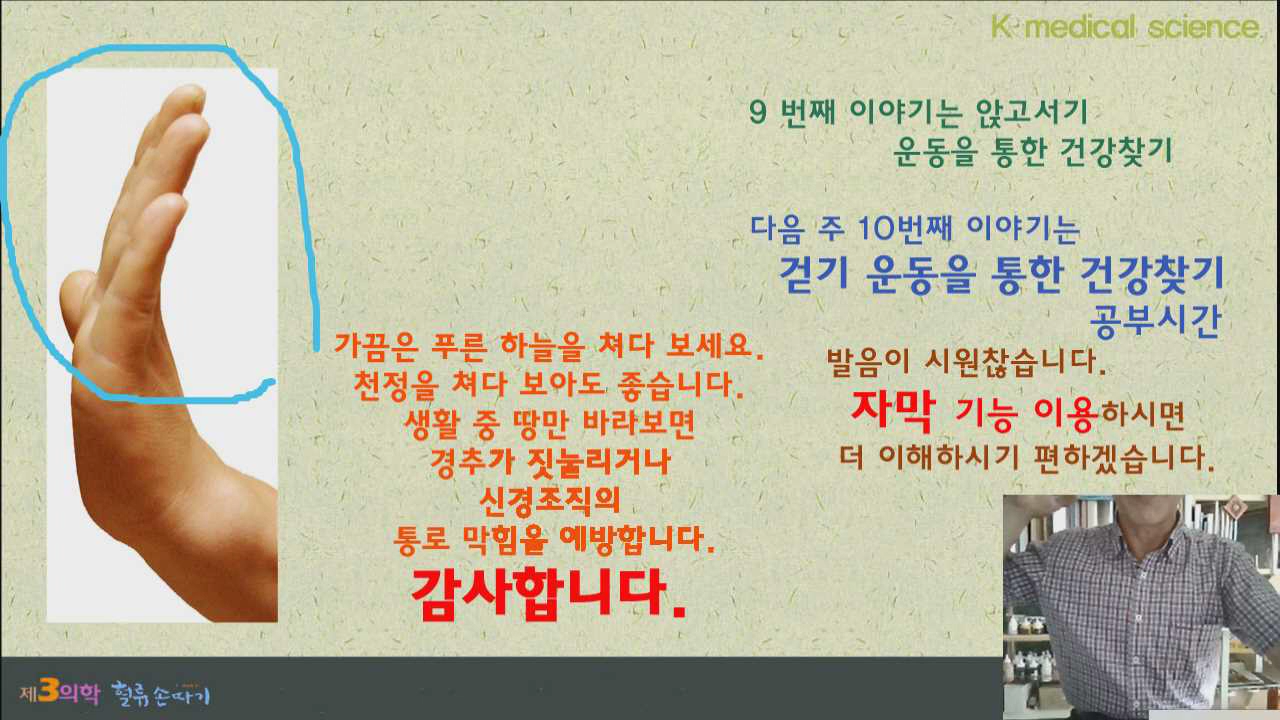 K medical science
9 번째 이야기는 앉고서기
운동을 통한 건강찾기
다음 주 10번째 이야기는
걷기 운동을 통한 건강찾기
공부시간
가끔은 푸른 하늘을 쳐다 보세요.
천정을 쳐다 보아도 좋습니다.
생활 중 땅만 바라보면
경추가 짓눌리거나
신경조직의
통로 막힘을 예방합니다.
감사합니다.
발음이 시원찮습니다.
자막 기능 이용하시면
더 이해하시기 편하겠습니다.
제3의학 혈류 손따기